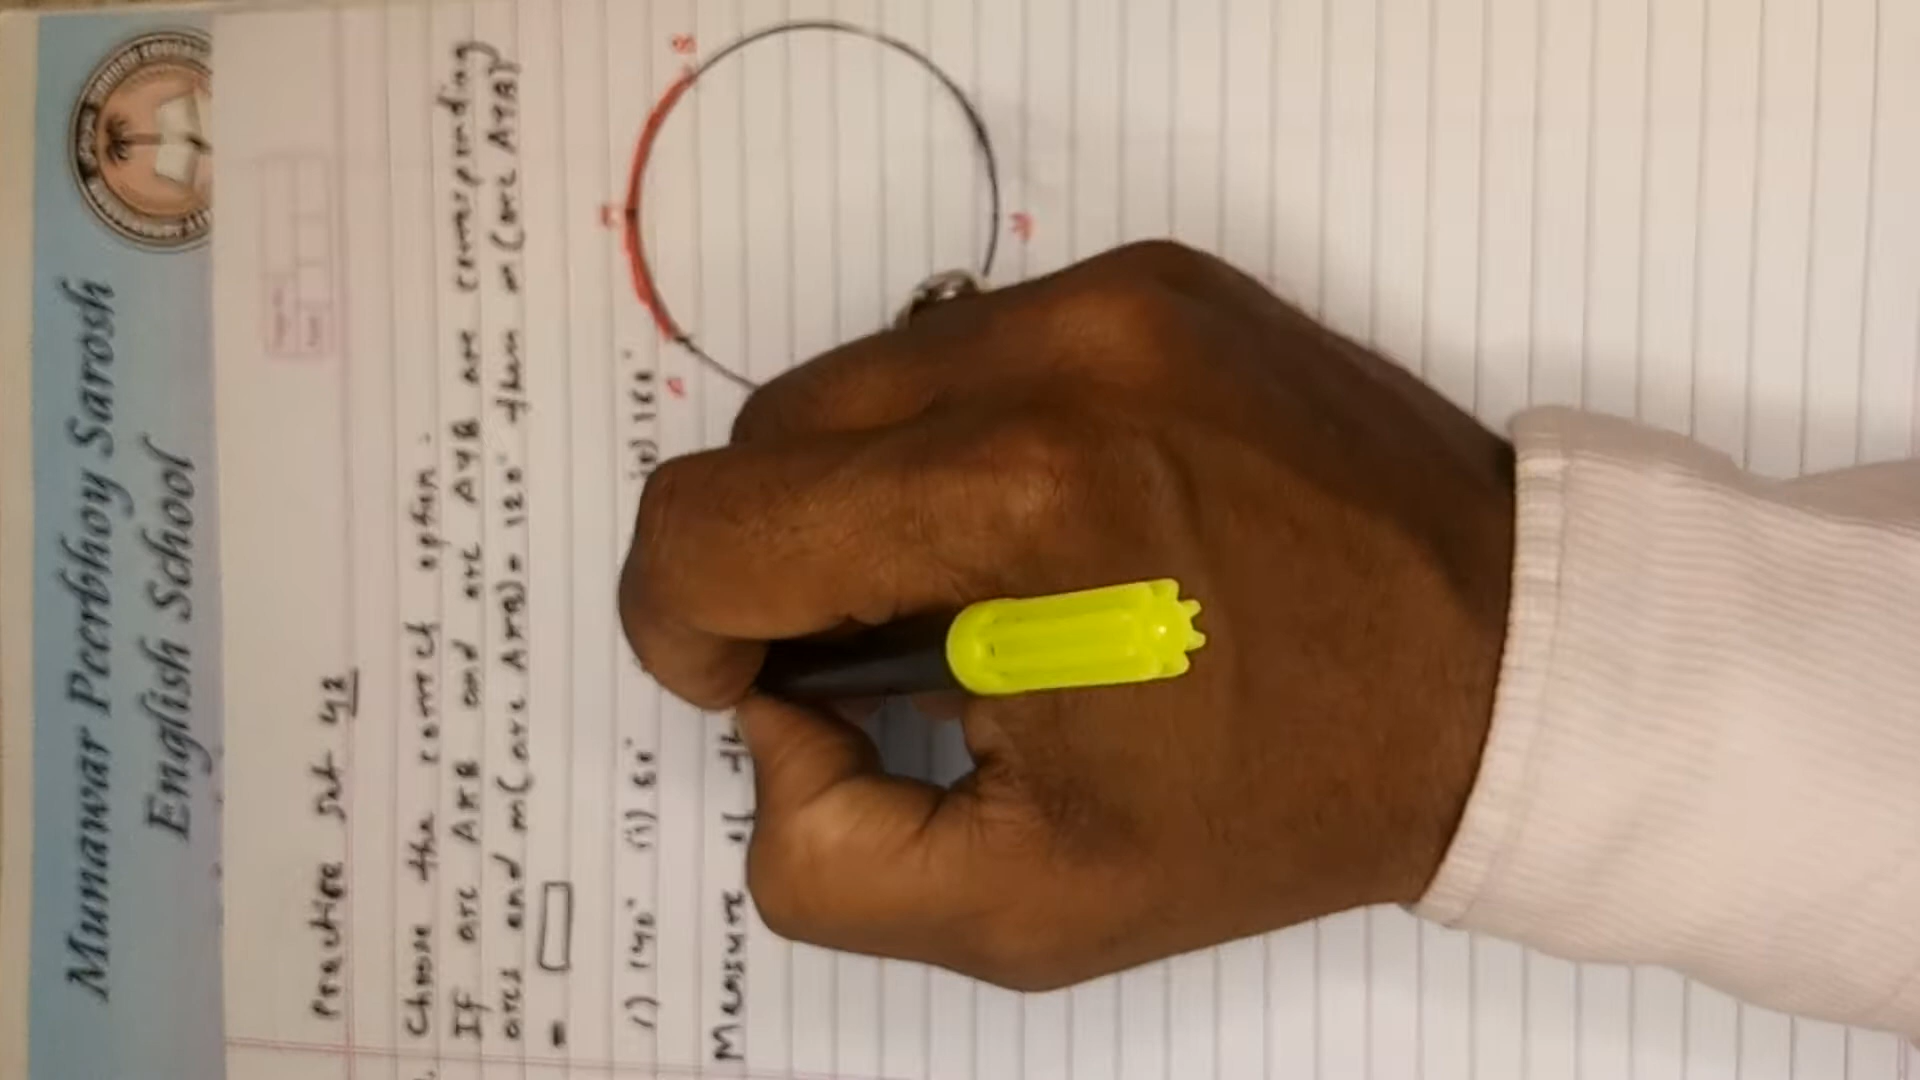 Munawar Peerbhoy Sarosh
English School
Practice set 42
Choose the correct option.
If arc AXB and arc AYB are corresponding
arcs and m(arc AXB) = 120° then m(arc AYB)
=
i) 140° ii) 60° 160°
Measure of
B
A